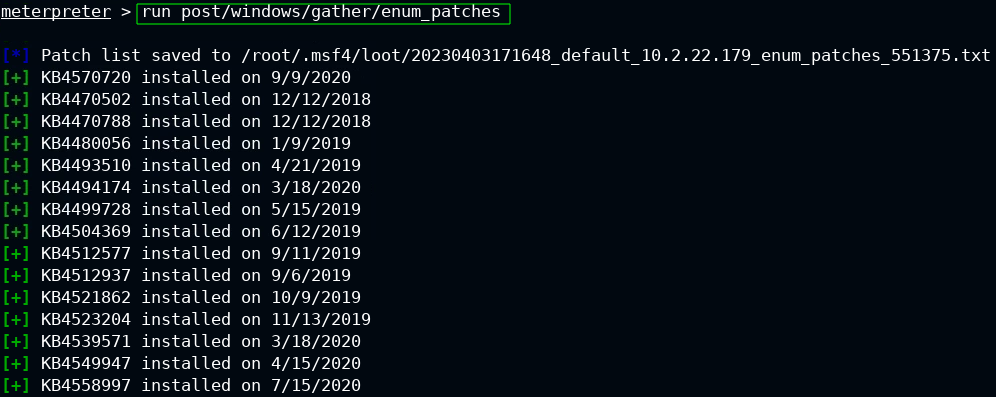 meterpreter > run post/windows/gather/enum_patches
[*] Patch list saved to /root/.msf4/loot/20230403171648_default_10.2.22.179_enum_patches_551375.txt
[+] KB4570720 installed on 9/9/2020
[+] KB4470502 installed on 12/12/2018
[+] KB4470788 installed on 12/12/2018
[+] KB4480056 installed on 1/9/2019
[+] KB4493510 installed on 4/21/2019
[+] KB4494174 installed on 3/18/2020
[+] KB4499728 installed on 5/15/2019
[+] KB4504369 installed on 6/12/2019
[+] KB4512577 installed on 9/11/2019
[+] KB4512937 installed on 9/6/2019
[+] KB4521862 installed on 10/9/2019
[+] KB4523204 installed on 11/13/2019
[+] KB4539571 installed on 3/18/2020
[+] KB4549947 installed on 4/15/2020
[+] KB4558997 installed on 7/15/2020